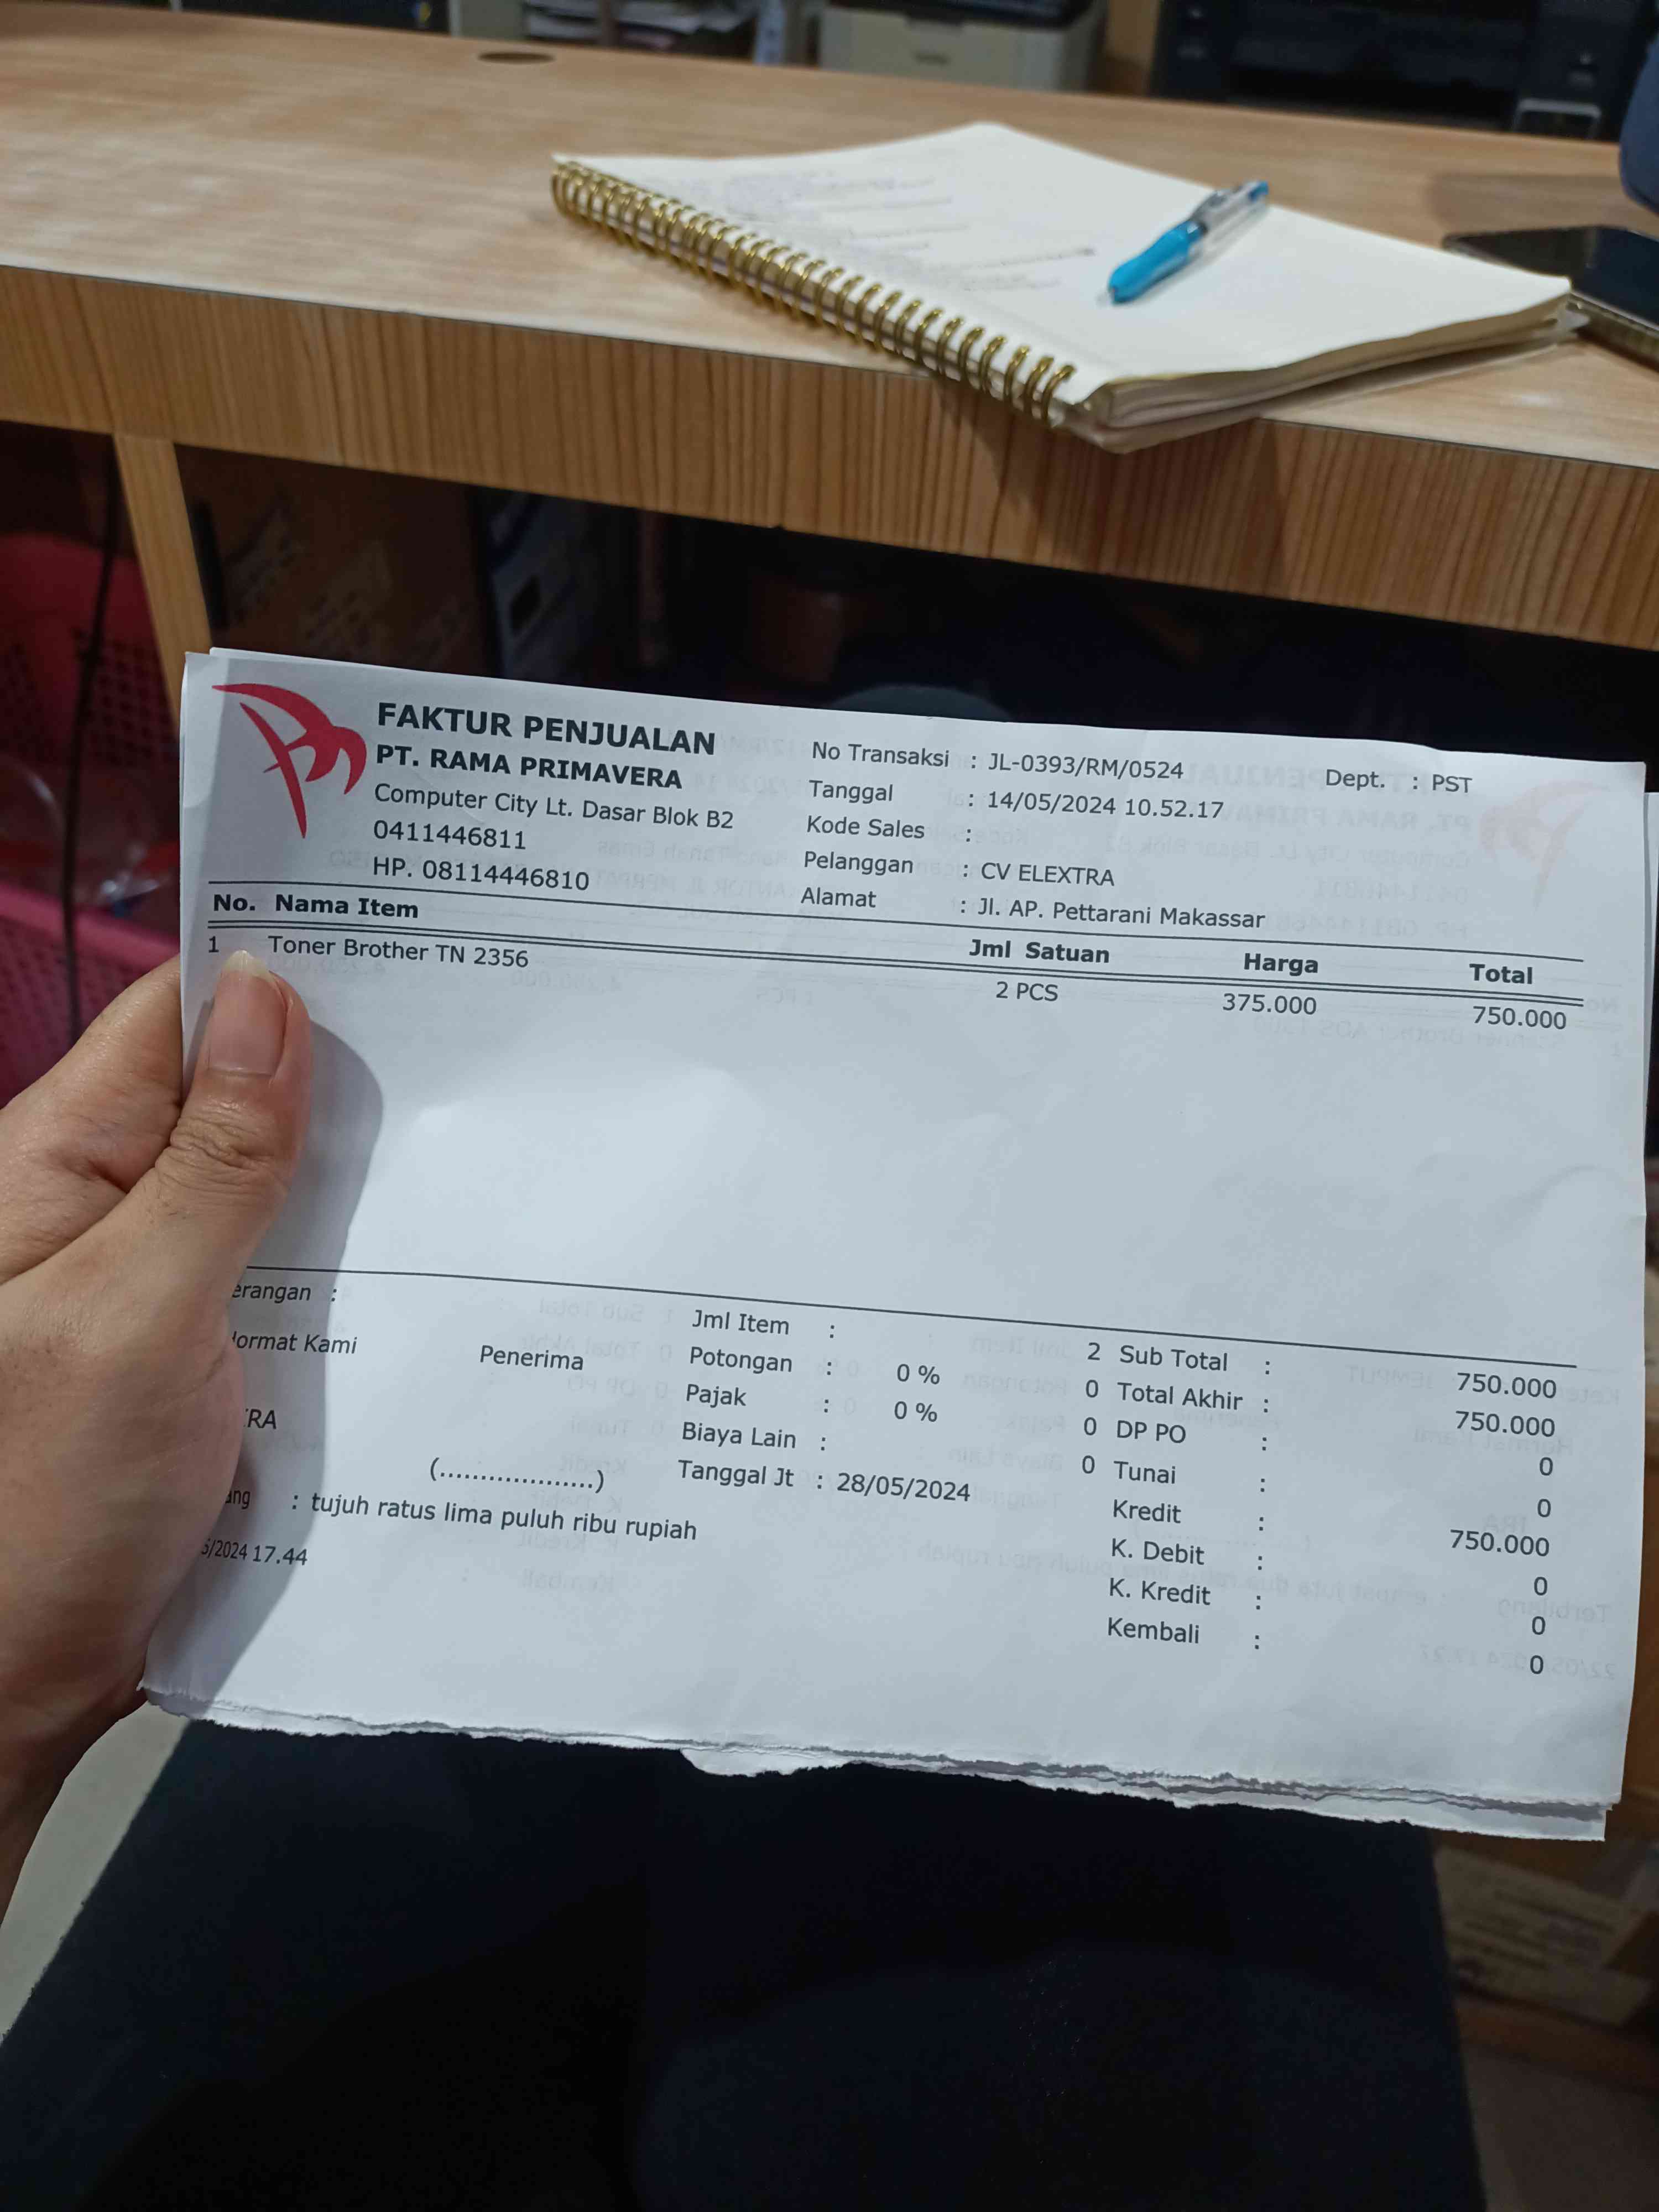 FAKTUR PENJUALAN
PT. RAMA PRIMAVERA
Computer City Lt. Dasar Blok B2
0411446811
HP. 08114446810
No Transaksi : JL-0393/RM/0524
Dept. : PST
Tanggal : 14/05/2024 10.52.17
Kode Sales :
Pelanggan : CV ELEXTRA
Alamat : Jl. AP. Pettarani Makassar
No. Nama Item Jml Satuan Harga Total
1 Toner Brother TN 2356 2 PCS 375.000 750.000
erangan :
ormat Kami
Penerima
RA
(...................)
ang : tujuh ratus lima puluh ribu rupiah
5/2024 17.44
Jml Item : 2
Potongan : 0 % 0
Pajak : 0 % 0
Biaya Lain : 0
Tanggal Jt : 28/05/2024
Sub Total : 750.000
Total Akhir : 750.000
DP PO : 0
Tunai : 0
Kredit : 750.000
K. Debit : 0
K. Kredit : 0
Kembali : 0